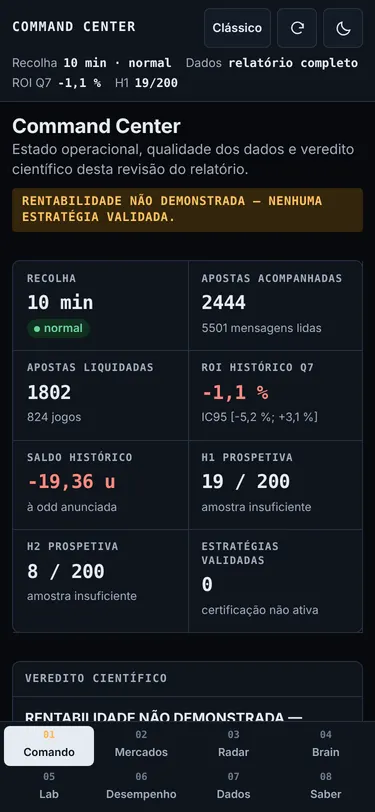 COMMAND CENTER
Clássico
Recolha 10 min · normal Dados relatório completo
ROI Q7 -1,1 % H1 19/200
Command Center
Estado operacional, qualidade dos dados e veredito
científico desta revisão do relatório.
RENTABILIDADE NÃO DEMONSTRADA — NENHUMA
ESTRATÉGIA VALIDADA.
RECOLHA
10 min
normal
APOSTAS ACOMPANHADAS
2444
5501 mensagens lidas
APOSTAS LIQUIDADAS
1802
824 jogos
ROI HISTÓRICO Q7
-1,1 %
IC95 [-5,2 %; +3,1 %]
SALDO HISTÓRICO
-19,36 u
à odd anunciada
H1 PROSPETIVA
19 / 200
amostra insuficiente
H2 PROSPETIVA
8 / 200
amostra insuficiente
ESTRATÉGIAS
VALIDADAS
0
certificação não ativa
VEREDITO CIENTÍFICO
RENTABILIDADE NÃO DEMONSTRADA —
01
Comando
02
Mercados
03
Radar
04
Brain
05
Lab
06
Desempenho
07
Dados
08
Saber